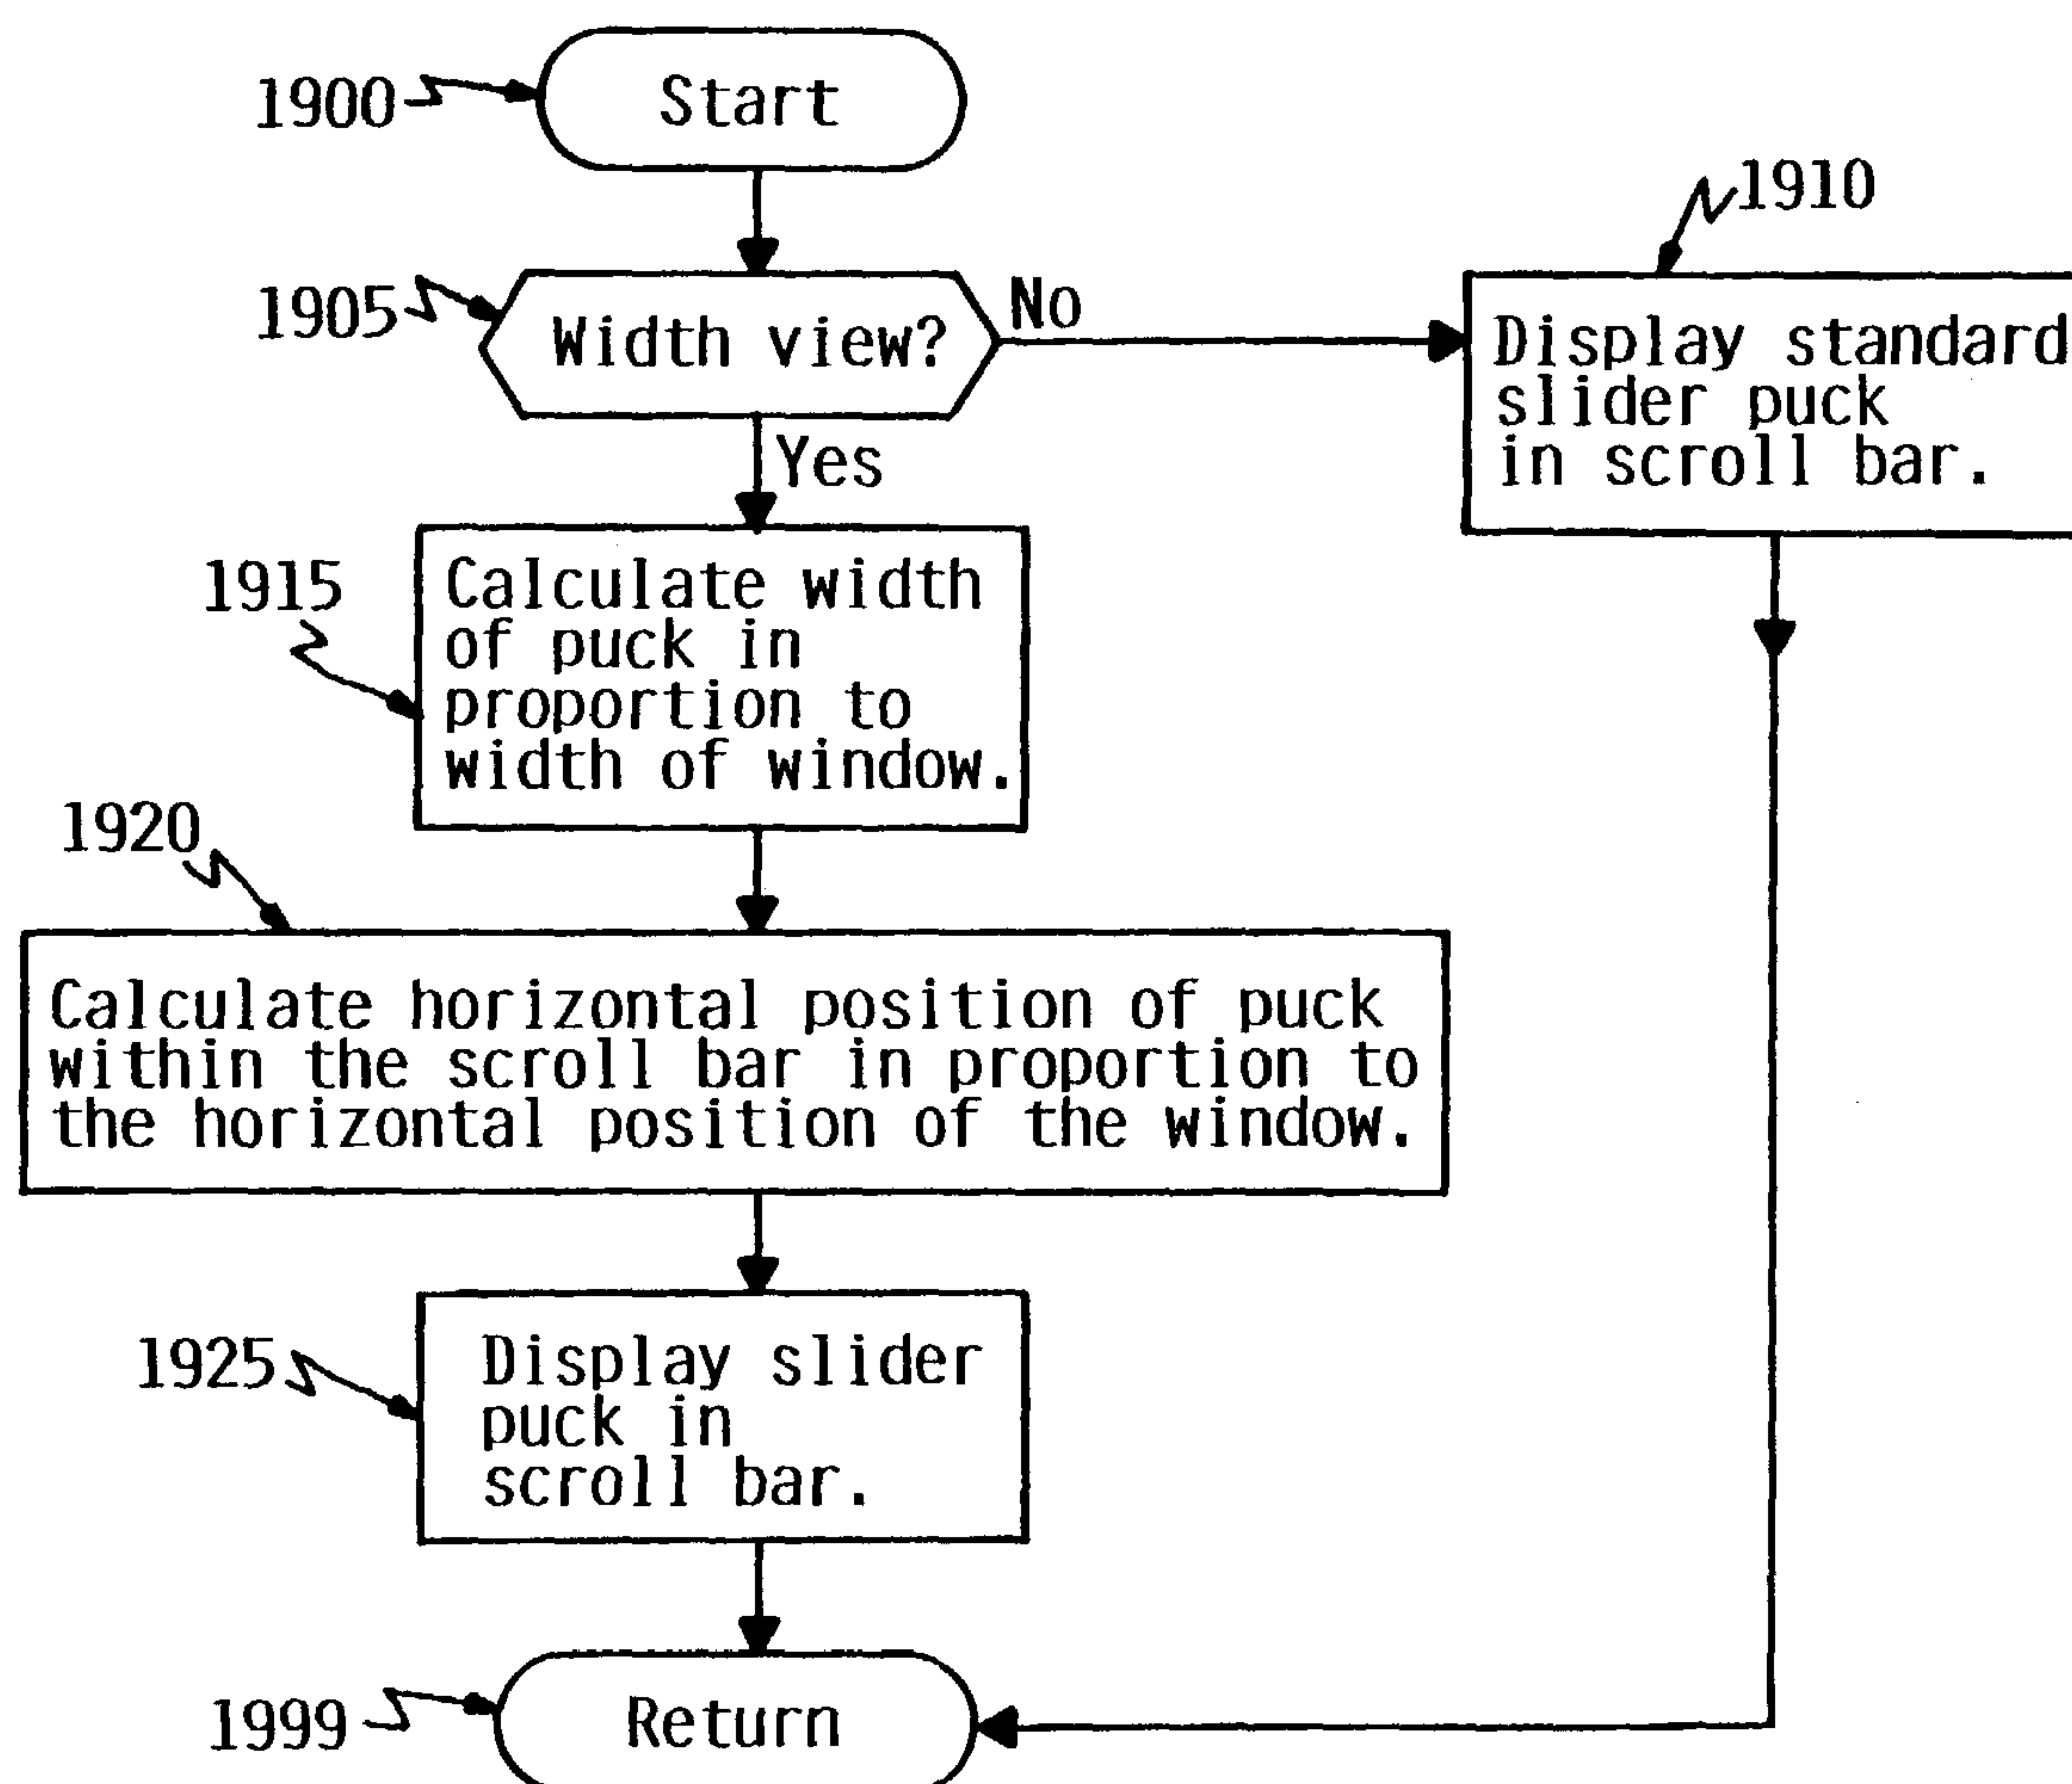 1900
Start
1910
1905
Width view?
No
Display standard
slider puck
in scroll bar.
Yes
1915
Calculate width
of puck in
proportion to
width of window.
1920
Calculate horizontal position of puck
within the scroll bar in proportion to
the horizontal position of the window.
1925
Display slider
puck in
scroll bar.
1999
Return